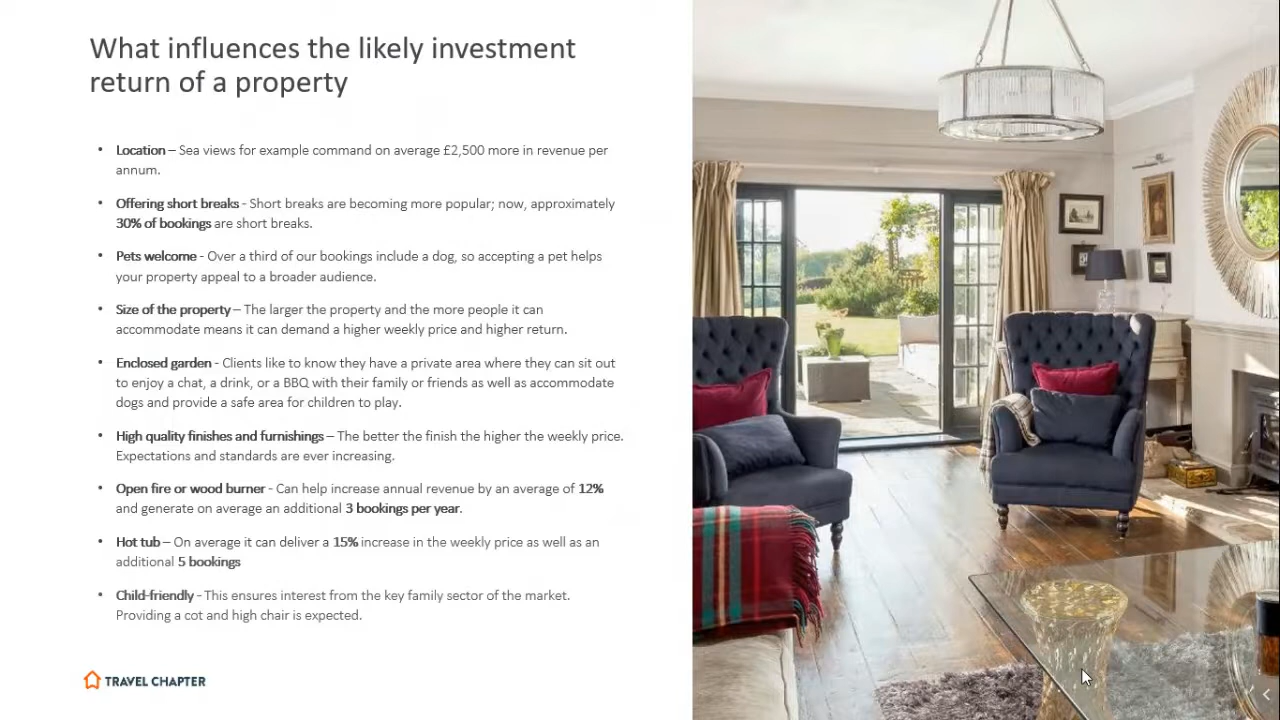 What influences the likely investment
return of a property
• Location – Sea views for example command on average £2,500 more in revenue per
annum.
• Offering short breaks - Short breaks are becoming more popular; now, approximately
30% of bookings are short breaks.
• Pets welcome - Over a third of our bookings include a dog, so accepting a pet helps
your property appeal to a broader audience.
• Size of the property – The larger the property and the more people it can
accommodate means it can demand a higher weekly price and higher return.
• Enclosed garden - Clients like to know they have a private area where they can sit out
to enjoy a chat, a drink, or a BBQ with their family or friends as well as accommodate
dogs and provide a safe area for children to play.
• High quality finishes and furnishings – The better the finish the higher the weekly price.
Expectations and standards are ever increasing.
• Open fire or wood burner - Can help increase annual revenue by an average of 12%
and generate on average an additional 3 bookings per year.
• Hot tub – On average it can deliver a 15% increase in the weekly price as well as an
additional 5 bookings
• Child-friendly - This ensures interest from the key family sector of the market.
Providing a cot and high chair is expected.
TRAVEL CHAPTER